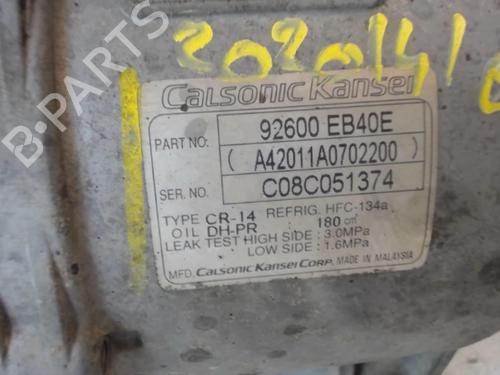 2020141
Calsonic Kansei
PART NO: 92600 EB40E
( A42011A0702200 )
SER. NO. C08C051374
TYPE CR-14 REFRIG. HFC-134a
OIL DH-PR : 180 cm³
LEAK TEST HIGH SIDE : 3.0MPa
LOW SIDE : 1.6MPa
MFD. CALSONIC KANSEI CORP. MADE IN MALAYSIA